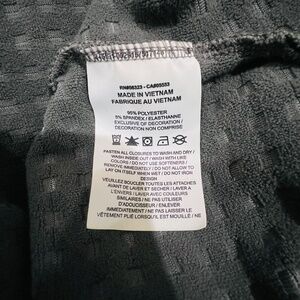 RN#56323 - CA#05553
MADE IN VIETNAM
FABRIQUE AU VIETNAM
95% POLYESTER
5% SPANDEX / ELASTHANNE
EXCLUSIVE OF DECORATION /
DECORATION NON COMPRISE
FASTEN ALL CLOSURES TO WASH AND DRY /
WASH INSIDE OUT / WASH WITH LIKE
COLORS / DO NOT USE SOFTENERS /
REMOVE IMMEDIATELY / DO NOT ALLOW TO
LAY ON ITSELF WHEN WET / DO NOT IRON
DESIGN
VEUILLEZ BOUCLER TOUTES LES ATTACHES
AVANT DE LAVER ET SÉCHER / LAVER À
L'ENVERS / LAVER AVEC COULEURS
SIMILAIRES / NE PAS UTILISER
D'ADOUCISSEUR / ENLEVER
IMMÉDIATEMENT / NE PAS LAISSER LE
VÊTEMENT PLIÉ LORSQU'IL EST MOUILLÉ / NE